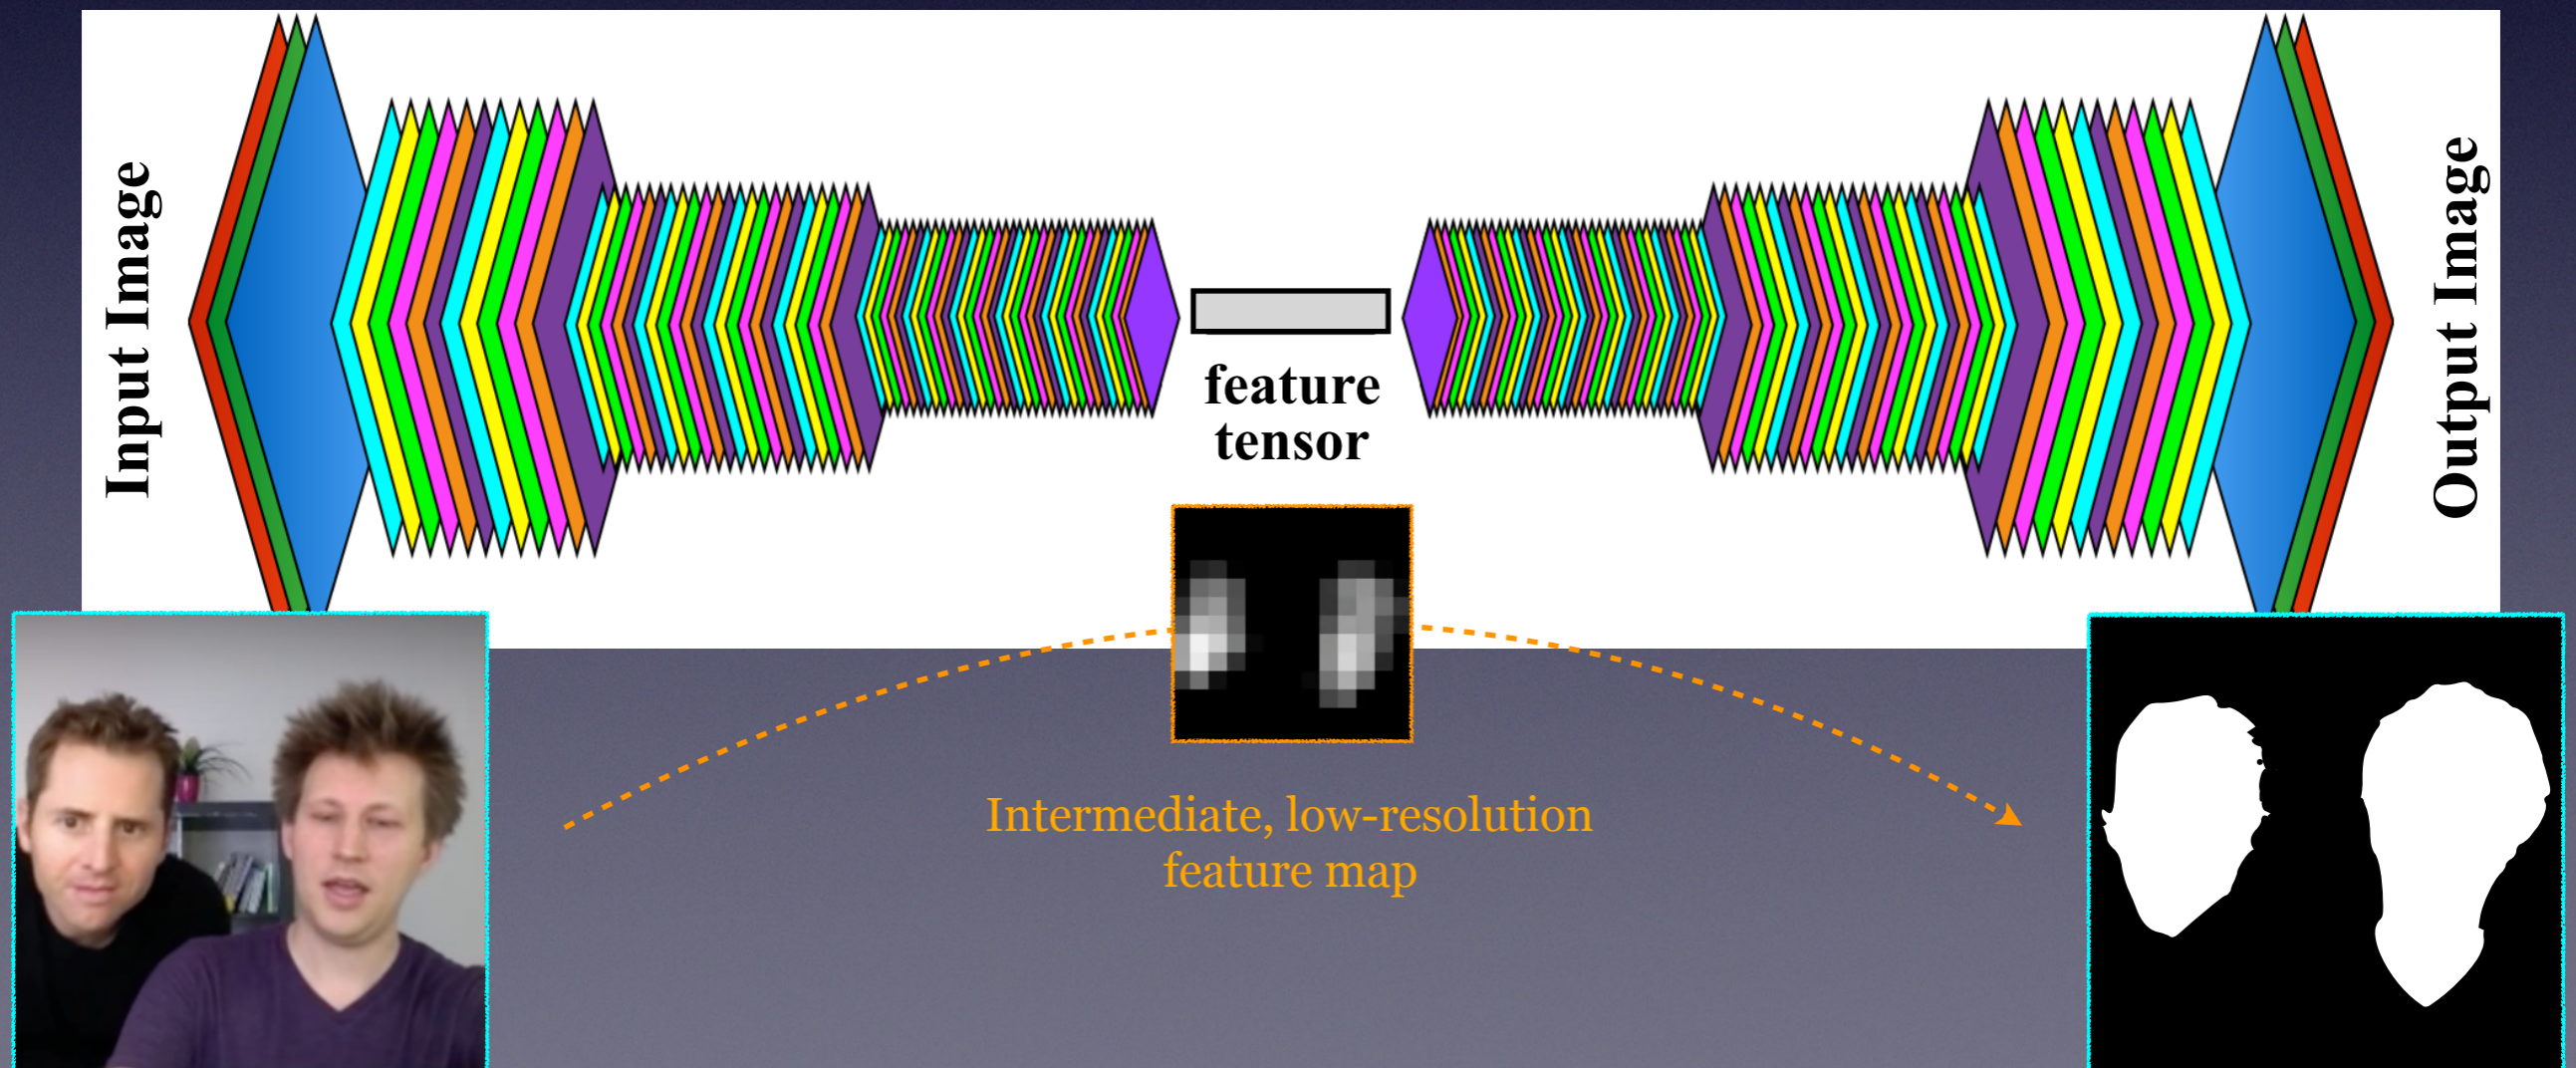 Input Image
feature
tensor
Output Image
Intermediate, low-resolution
feature map